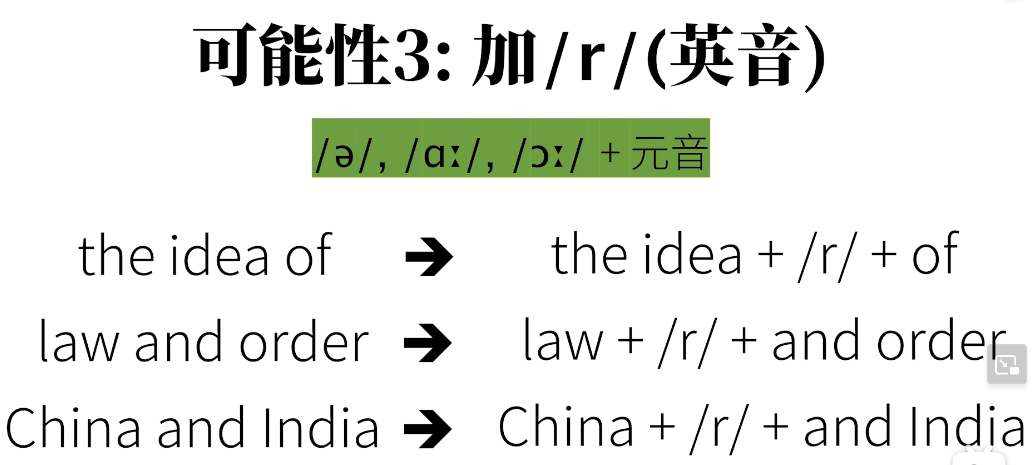 可能性3: 加/r/(英音)
/ə/, /ɑː/, /ɔː/ + 元音
the idea of ➔ the idea + /r/ + of
law and order ➔ law + /r/ + and order
China and India ➔ China + /r/ + and India